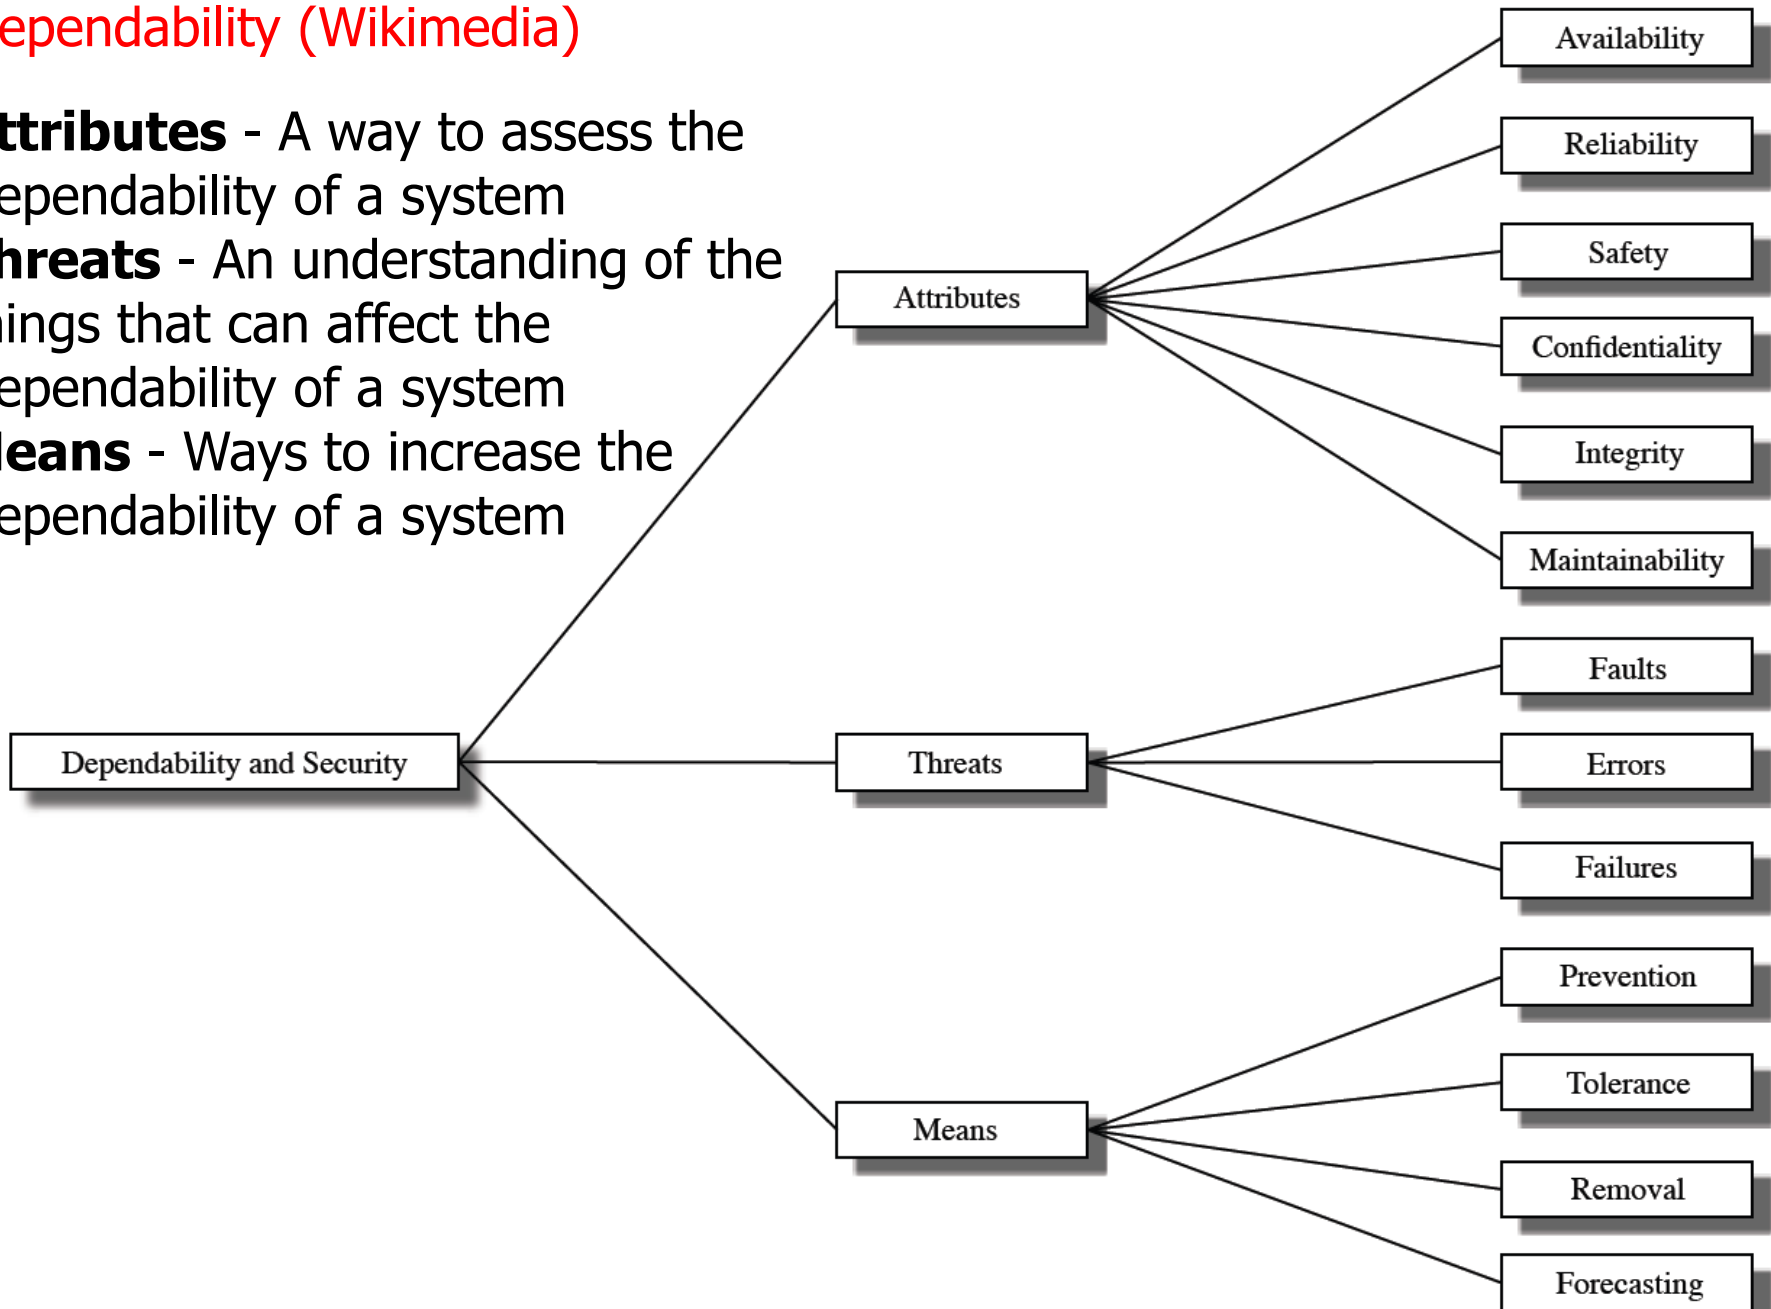 ependability (Wikimedia)
ttributes - A way to assess the
ependability of a system
hreats - An understanding of the
ings that can affect the
ependability of a system
eans - Ways to increase the
ependability of a system
Availability
Reliability
Safety
Attributes
Confidentiality
Integrity
Maintainability
Faults
Dependability and Security
Threats
Errors
Failures
Prevention
Tolerance
Means
Removal
Forecasting